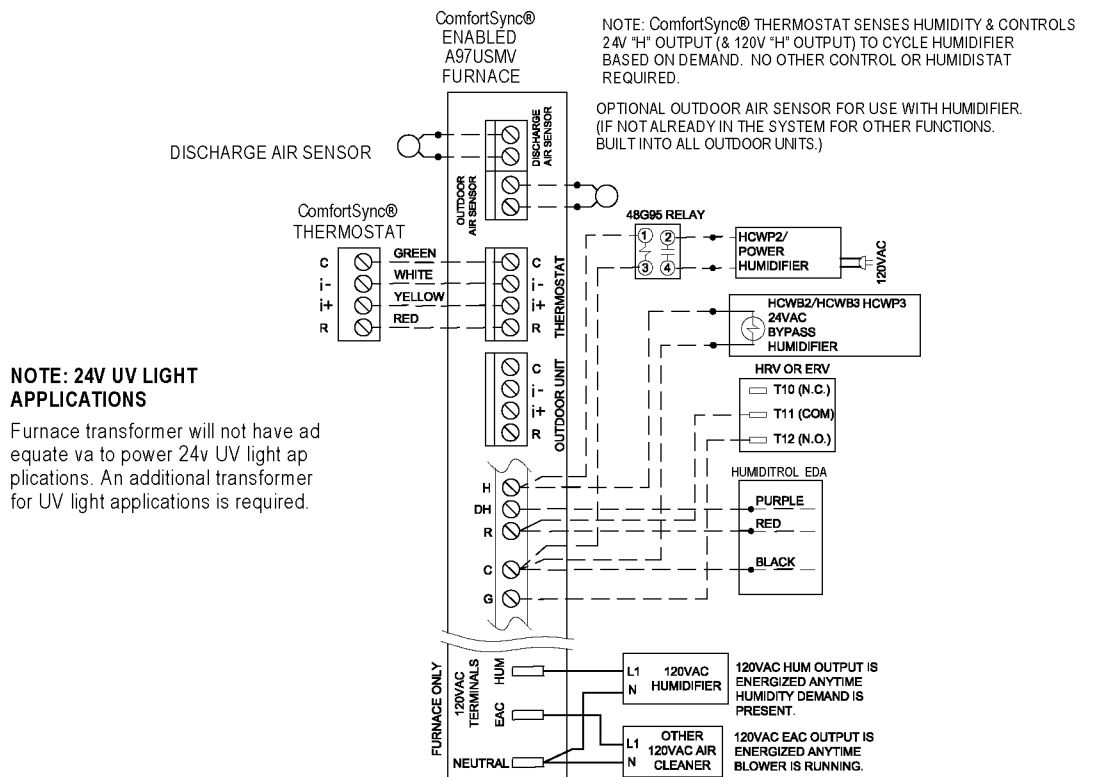 ComfortSync®
ENABLED
A97USMV
FURNACE
NOTE: ComfortSync® THERMOSTAT SENSES HUMIDITY & CONTROLS
24V "H" OUTPUT (& 120V "H" OUTPUT) TO CYCLE HUMIDIFIER
BASED ON DEMAND. NO OTHER CONTROL OR HUMIDISTAT
REQUIRED.
OPTIONAL OUTDOOR AIR SENSOR FOR USE WITH HUMIDIFIER.
(IF NOT ALREADY IN THE SYSTEM FOR OTHER FUNCTIONS.
BUILT INTO ALL OUTDOOR UNITS.)
DISCHARGE AIR SENSOR
DISCHARGE
AIR SENSOR
OUTDOOR
AIR SENSOR
ComfortSync®
THERMOSTAT
C
i-
i+
R
GREEN
WHITE
YELLOW
RED
C
i-
i+
R
THERMOSTAT
C
i-
i+
R
OUTDOOR UNIT
48G95 RELAY
1 2
3 4
HCWP2/
POWER
HUMIDIFIER
120VAC
HCWB2/HCWB3 HCWP3
24VAC
BYPASS
HUMIDIFIER
HRV OR ERV
T10 (N.C.)
T11 (COM)
T12 (N.O.)
HUMIDITROL EDA
PURPLE
RED
BLACK
NOTE: 24V UV LIGHT
APPLICATIONS
Furnace transformer will not have ad
equate va to power 24v UV light ap
plications. An additional transformer
for UV light applications is required.
H
DH
R
C
G
FURNACE ONLY
120VAC
TERMINALS
HUM
EAC
NEUTRAL
L1
N
120VAC
HUMIDIFIER
120VAC HUM OUTPUT IS
ENERGIZED ANYTIME
HUMIDITY DEMAND IS
PRESENT.
L1
N
OTHER
120VAC AIR
CLEANER
120VAC EAC OUTPUT IS
ENERGIZED ANYTIME
BLOWER IS RUNNING.